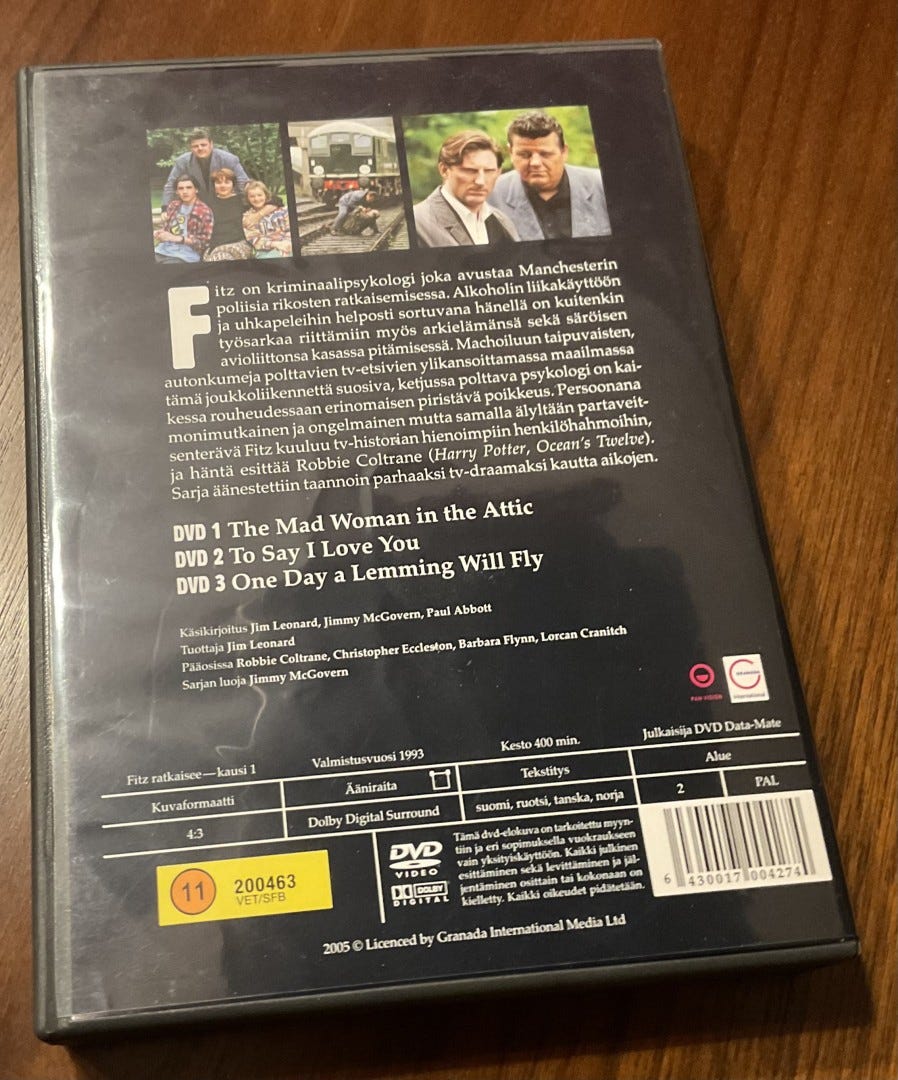 Fitz on kriminaalipsykologi joka avustaa Manchesterin
poliisia rikosten ratkaisemisessa. Alkoholin liikakäyttöön
ja uhkapeleihin helposti sortuvana hänellä on kuitenkin
työsarkaa riittämiin myös arkielämänsä sekä säröisen
avioliittonsa kasassa pitämisessä. Machoiluun taipuvaisten,
autonkumeja polttavien tv-etsivien ylikansoittamassa maailmassa
tämä joukkoliikennettä suosiva, ketjussa polttava psykologi on kai-
kessa rouheudessaan erinomaisen piristävä poikkeus. Persoonana
monimutkainen ja ongelmainen mutta samalla älyltään partaveit-
senterävä Fitz kuuluu tv-historian hienoimpiin henkilöhahmoihin,
ja häntä esittää Robbie Coltrane (Harry Potter, Ocean's Twelve).
Sarja äänestettiin taannoin parhaaksi tv-draamaksi kautta aikojen.
DVD 1 The Mad Woman in the Attic
DVD 2 To Say I Love You
DVD 3 One Day a Lemming Will Fly
Käsikirjoitus Jim Leonard, Jimmy McGovern, Paul Abbott
Tuottaja Jim Leonard
Pääosissa Robbie Coltrane, Christopher Eccleston, Barbara Flynn, Lorcan Cranitch
Sarjan luoja Jimmy McGovern
PAN VISION
GRANADA
International
Fitz ratkaisee—kausi 1 Valmistusvuosi 1993 Kesto 400 min. Julkaisija DVD Data-Mate
Kuvaformaatti Ääniraita Tekstitys Alue
4:3 Dolby Digital Surround suomi, ruotsi, tanska, norja 2 PAL
11 200463
VET/SFB
DVD
VIDEO
DOLBY
DIGITAL
Tämä dvd-elokuva on tarkoitettu myyn-
tiin ja eri sopimuksella vuokraukseen
vain yksityiskäyttöön. Kaikki julkinen
esittäminen sekä levittäminen ja jäl-
jentäminen osittain tai kokonaan on
kielletty. Kaikki oikeudet pidätetään.
6 430017 004274
2005 © Licenced by Granada International Media Ltd